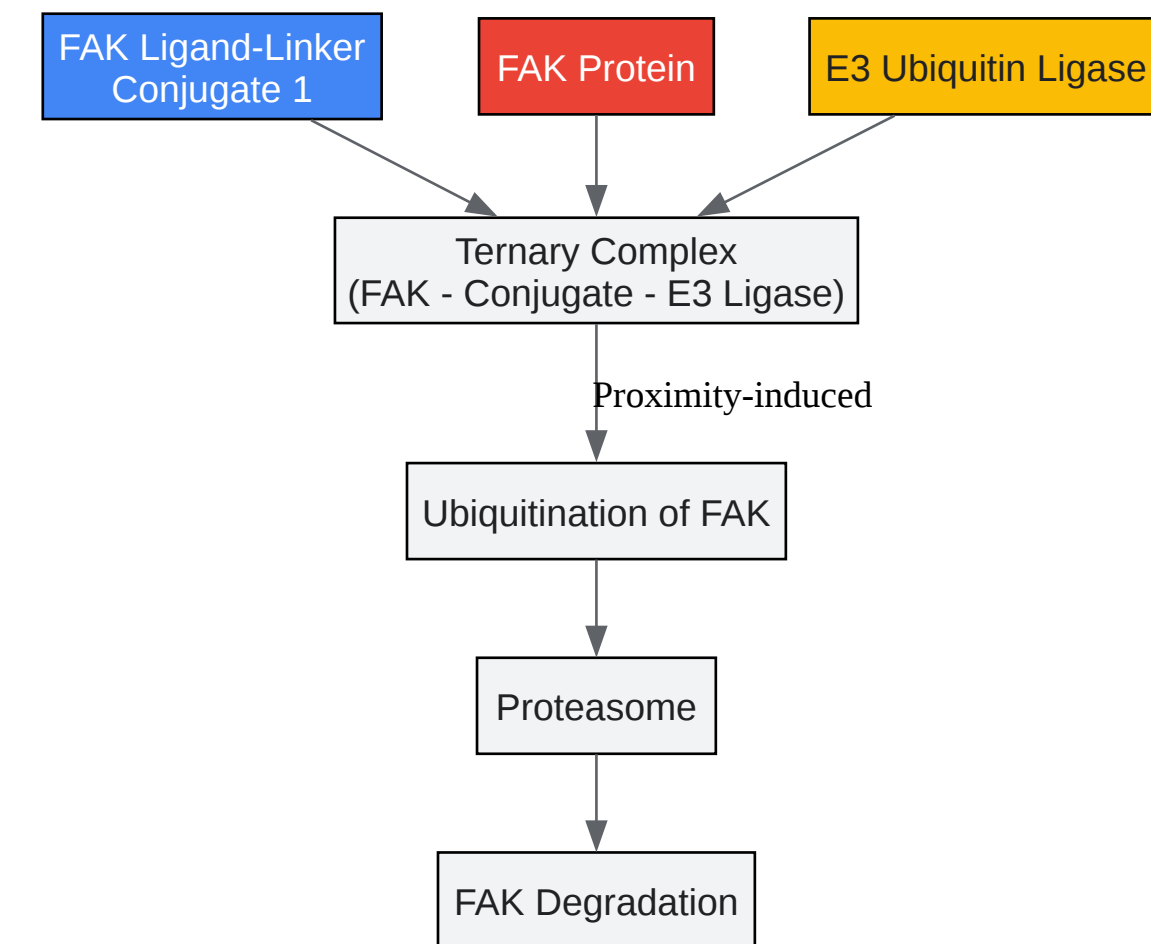 FAK Ligand-Linker
Conjugate 1
FAK Protein
E3 Ubiquitin Ligase
Ternary Complex
(FAK - Conjugate - E3 Ligase)
Proximity-induced
Ubiquitination of FAK
Proteasome
FAK Degradation